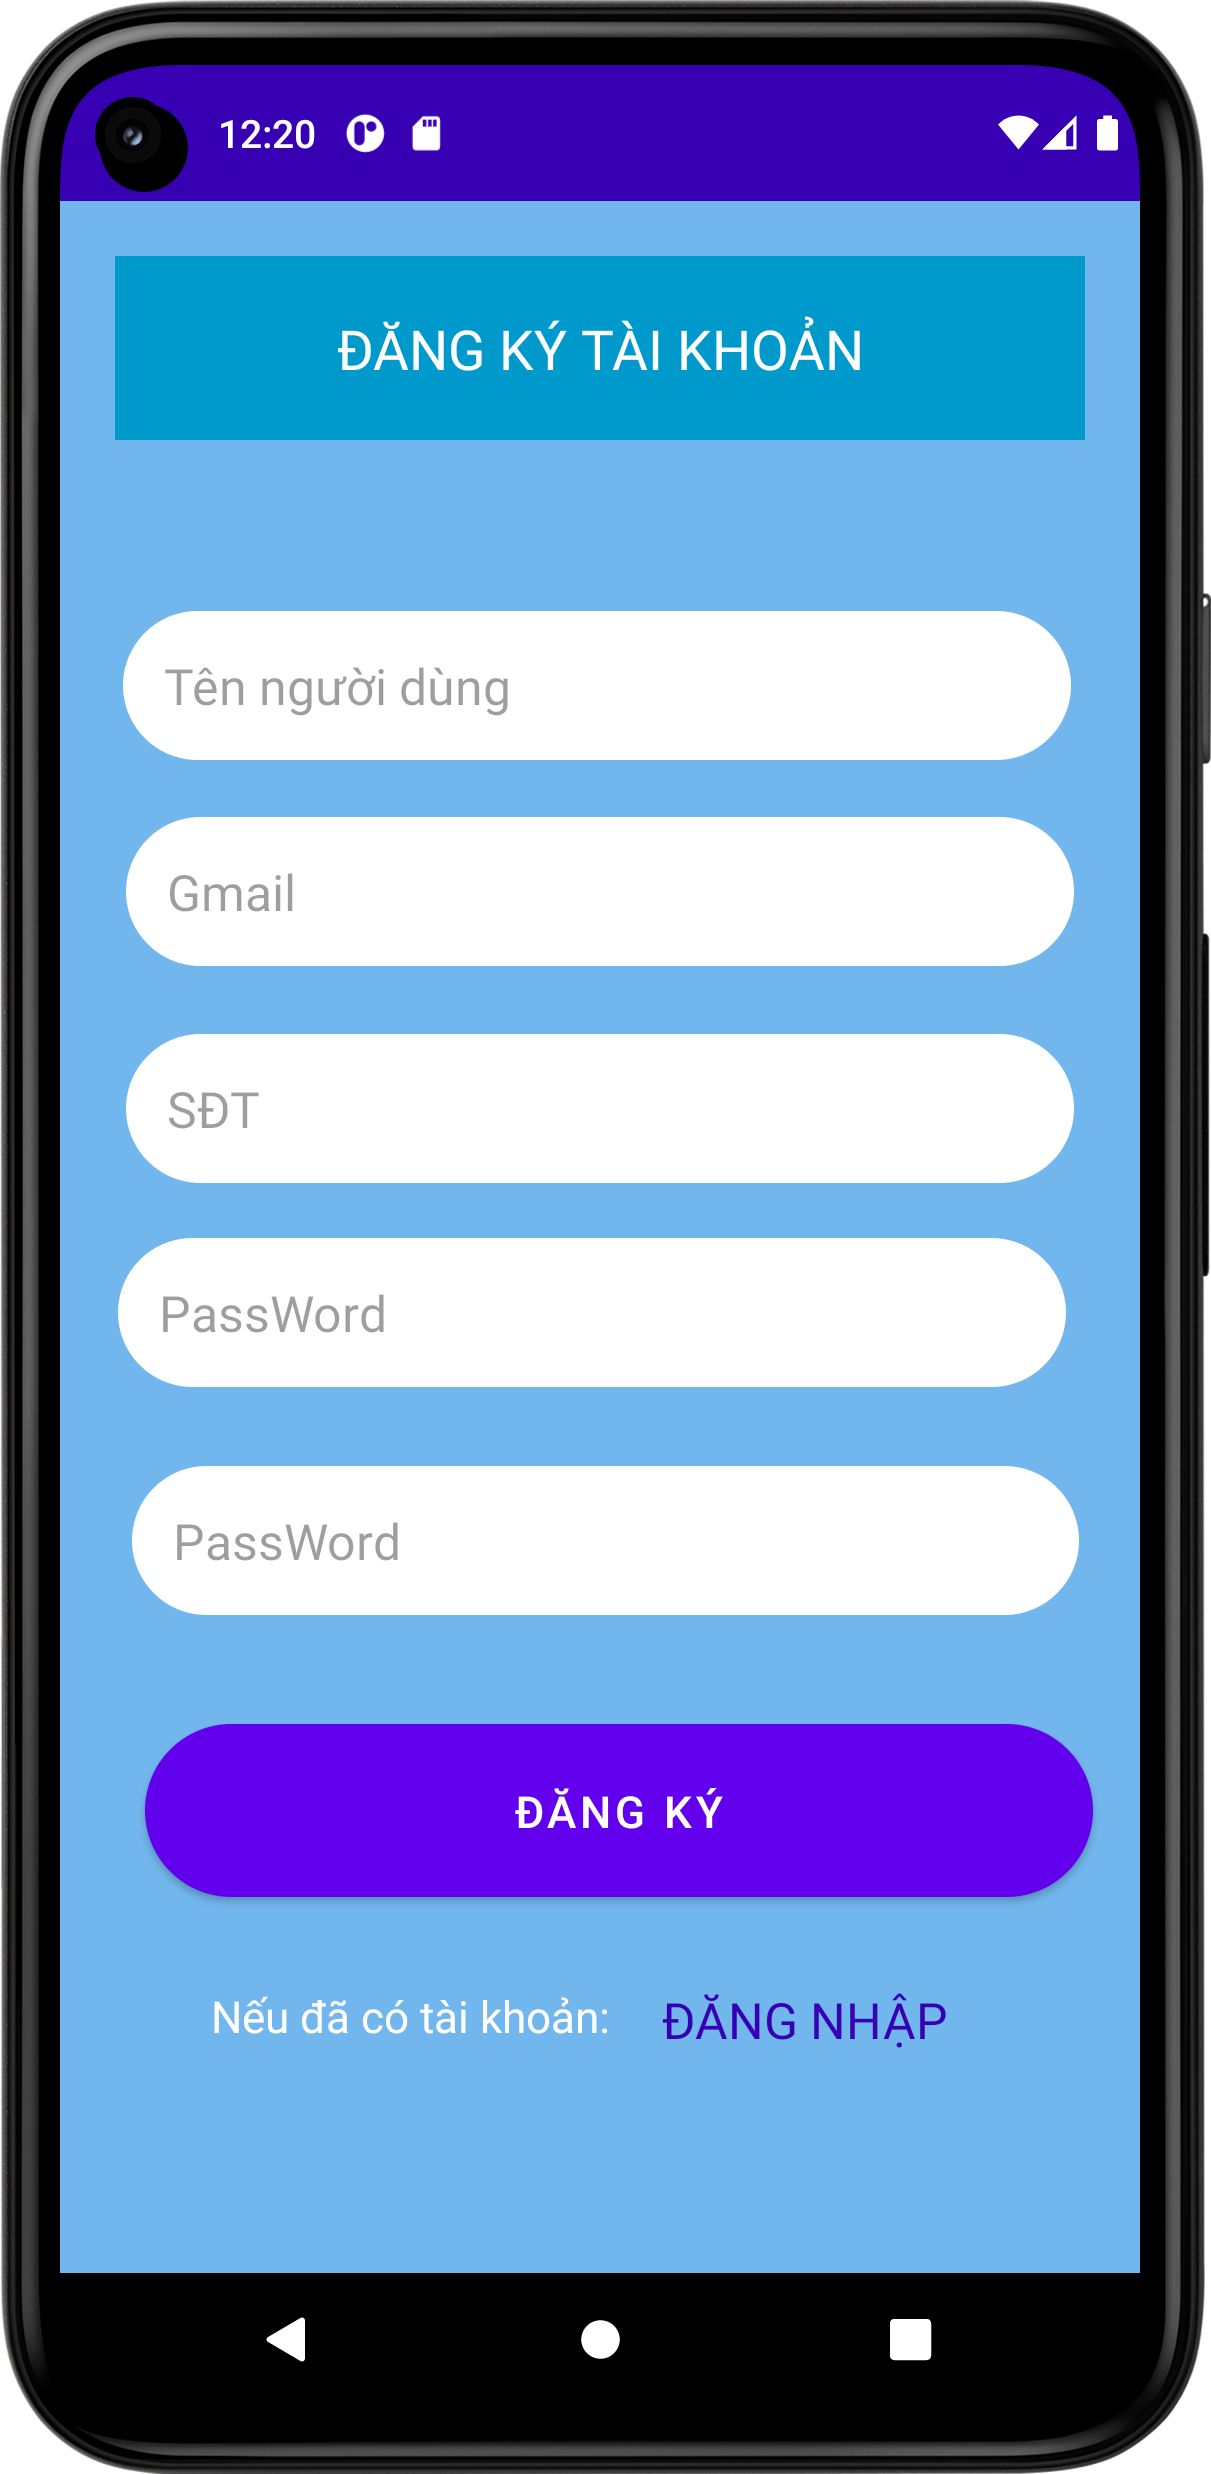 12:20
ĐĂNG KÝ TÀI KHOẢN
Tên người dùng
Gmail
SĐT
PassWord
PassWord
ĐĂNG KÝ
Nếu đã có tài khoản: ĐĂNG NHẬP